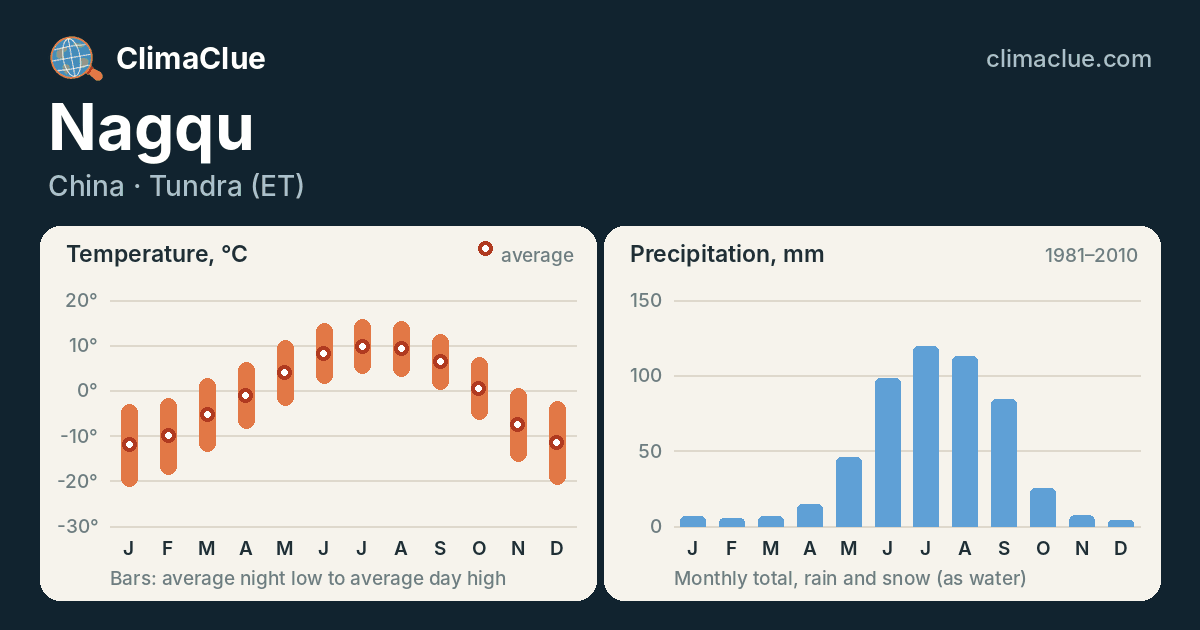 ClimaClue
climaclue.com
Nagqu
China · Tundra (ET)
Temperature, °C
average
20°
10°
0°
-10°
-20°
-30°
J F M A M J J A S O N D
Bars: average night low to average day high
Precipitation, mm
1981–2010
150
100
50
0
J F M A M J J A S O N D
Monthly total, rain and snow (as water)